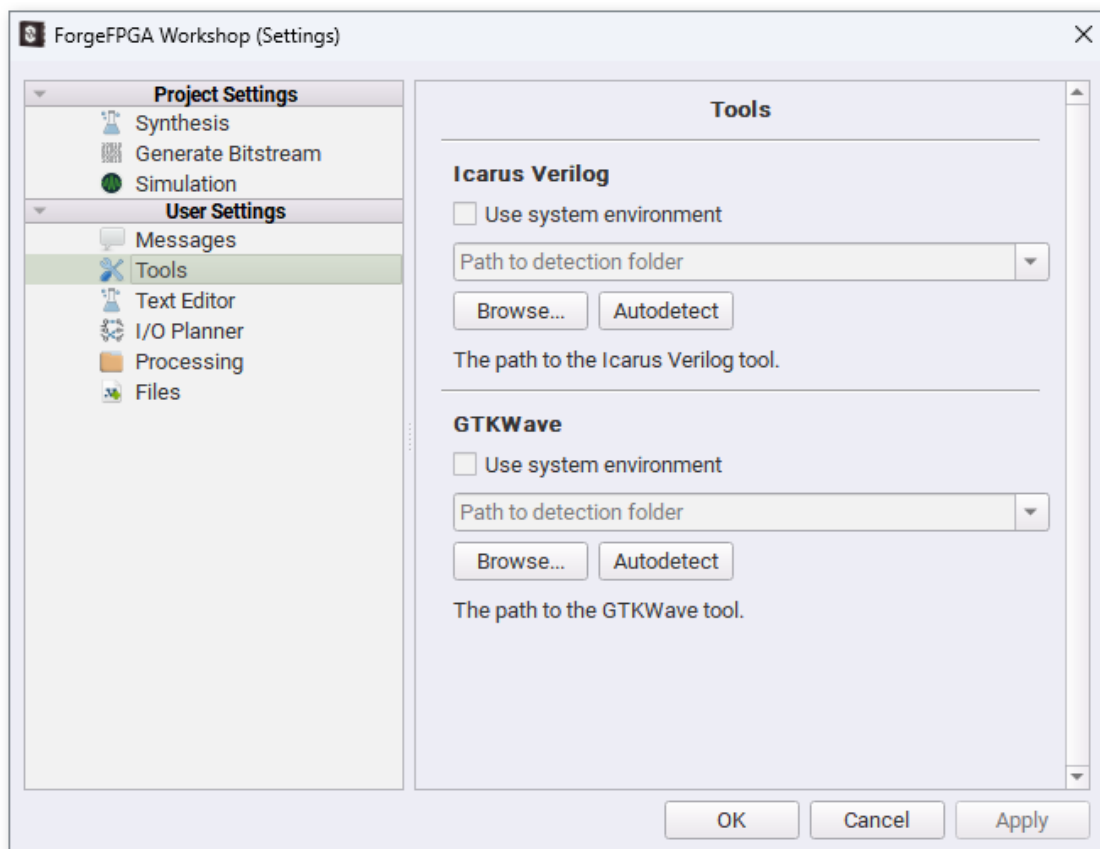 ForgeFPGA Workshop (Settings)
Project Settings
Synthesis
Generate Bitstream
Simulation
User Settings
Messages
Tools
Text Editor
I/O Planner
Processing
Files
Tools
Icarus Verilog
Use system environment
Path to detection folder
Browse... Autodetect
The path to the Icarus Verilog tool.
GTKWave
Use system environment
Path to detection folder
Browse... Autodetect
The path to the GTKWave tool.
OK Cancel Apply